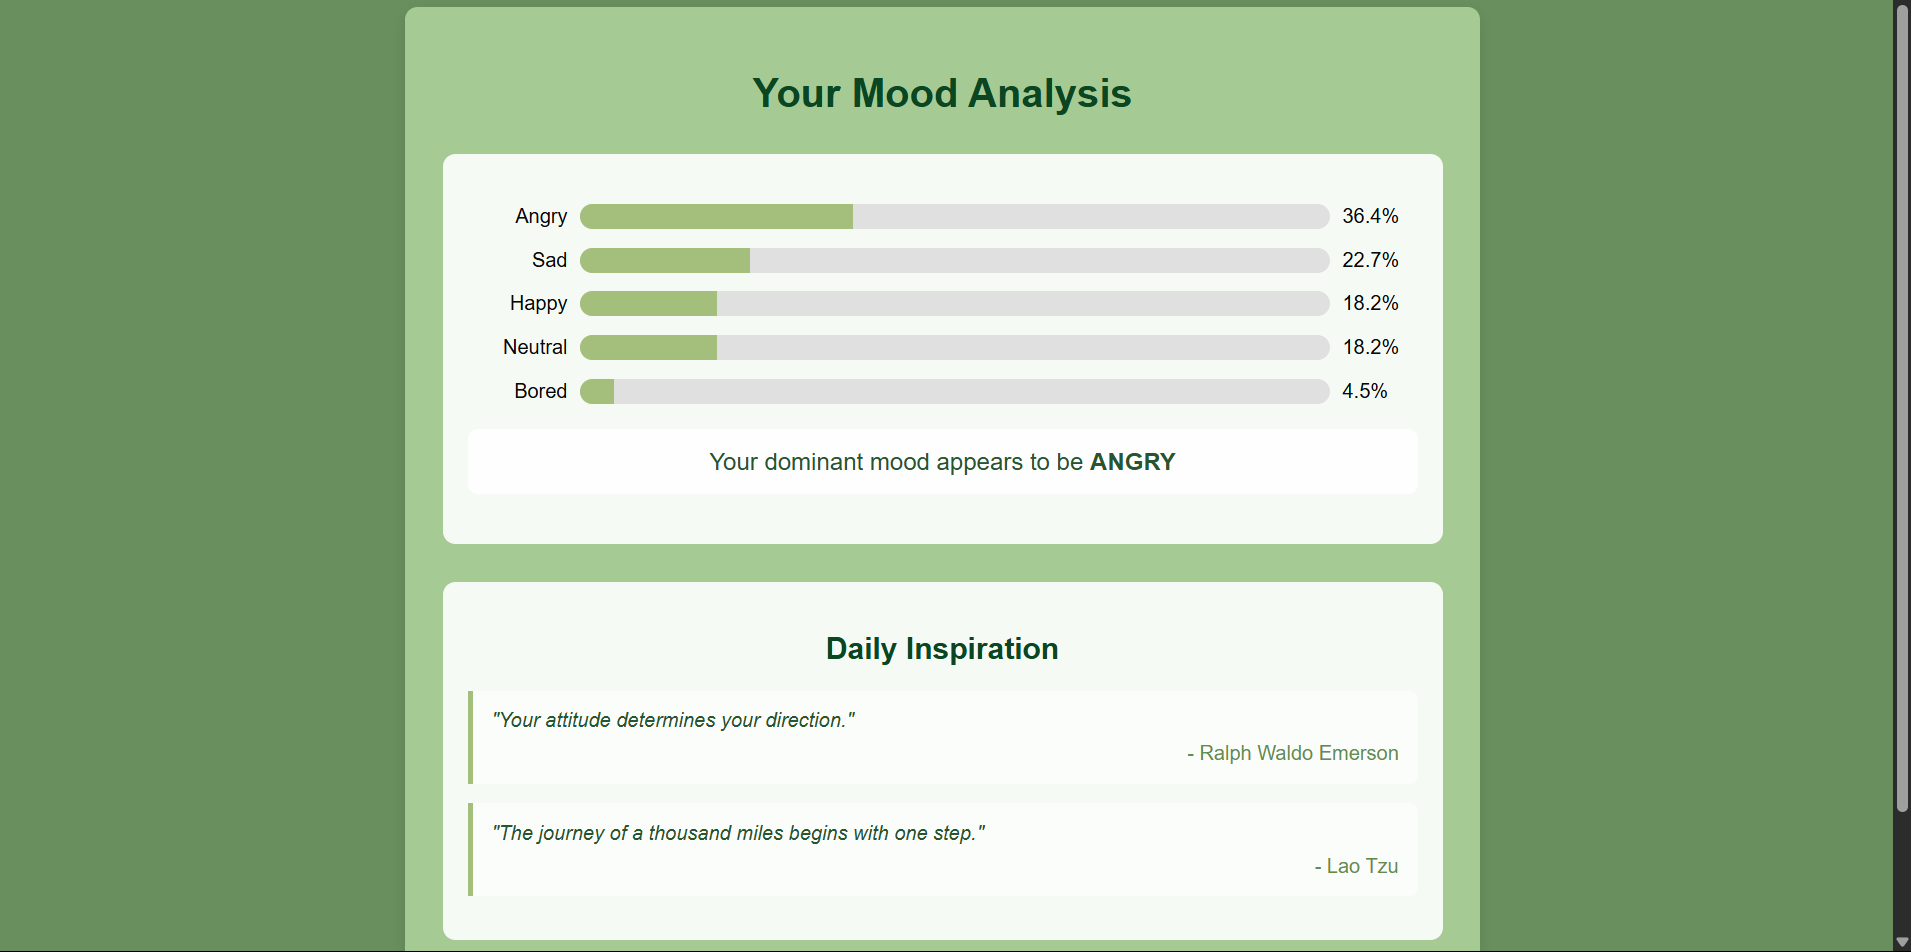 Your Mood Analysis
Angry 36.4%
Sad 22.7%
Happy 18.2%
Neutral 18.2%
Bored 4.5%
Your dominant mood appears to be ANGRY
Daily Inspiration
"Your attitude determines your direction."
- Ralph Waldo Emerson
"The journey of a thousand miles begins with one step."
- Lao Tzu